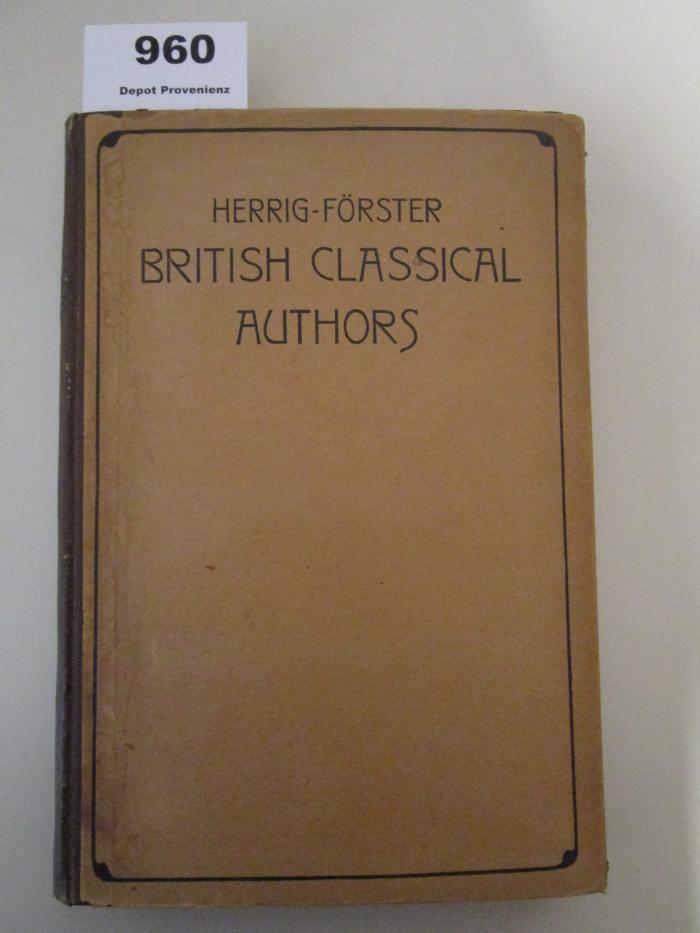 960
Depot Provenienz
HERRIG-FÖRSTER
BRITISH CLASSICAL
AUTHORS